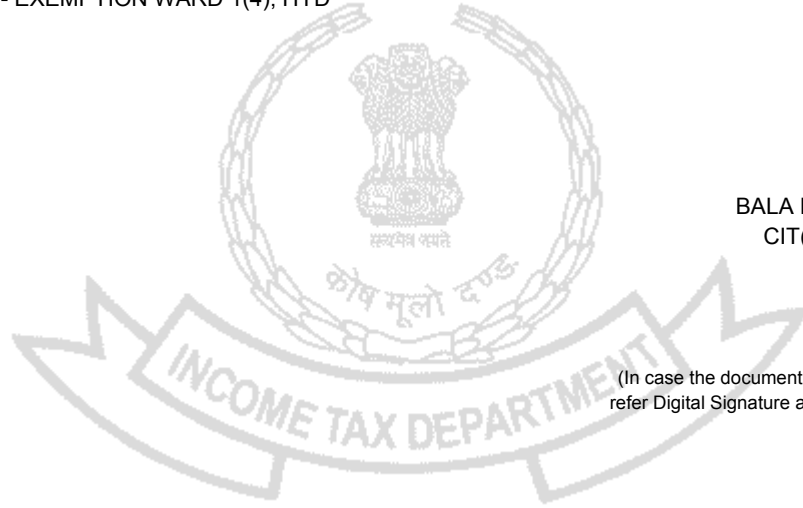 - EXEMPTION WARD 1(4), HYD
BALA
CIT(
सत्यमेव जयते
कोष मूलो दण्डः
(In case the document
refer Digital Signature a
INCOME TAX DEPARTMENT